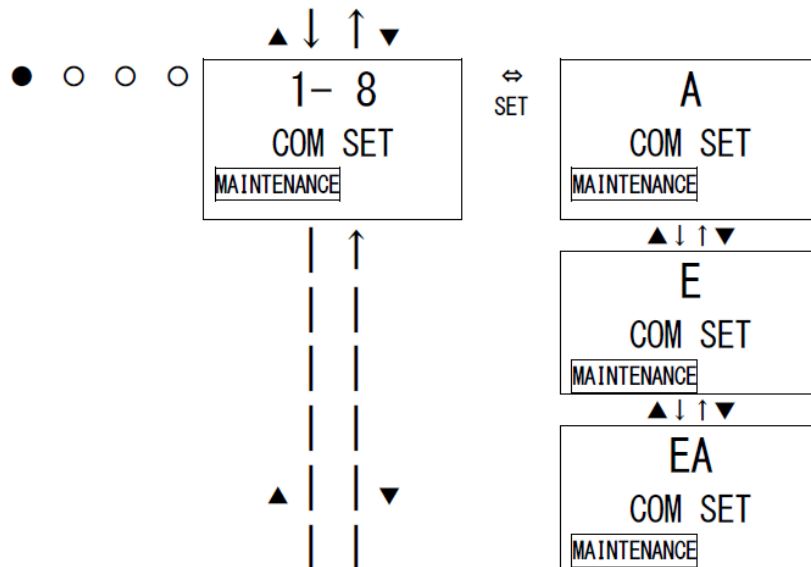 ▲↓ ↑▼
● ○ ○ ○
1- 8
COM SET
MAINTENANCE
⇔
SET
A
COM SET
MAINTENANCE
▲↓↑▼
E
COM SET
MAINTENANCE
▲↓↑▼
EA
COM SET
MAINTENANCE
▲ ▼